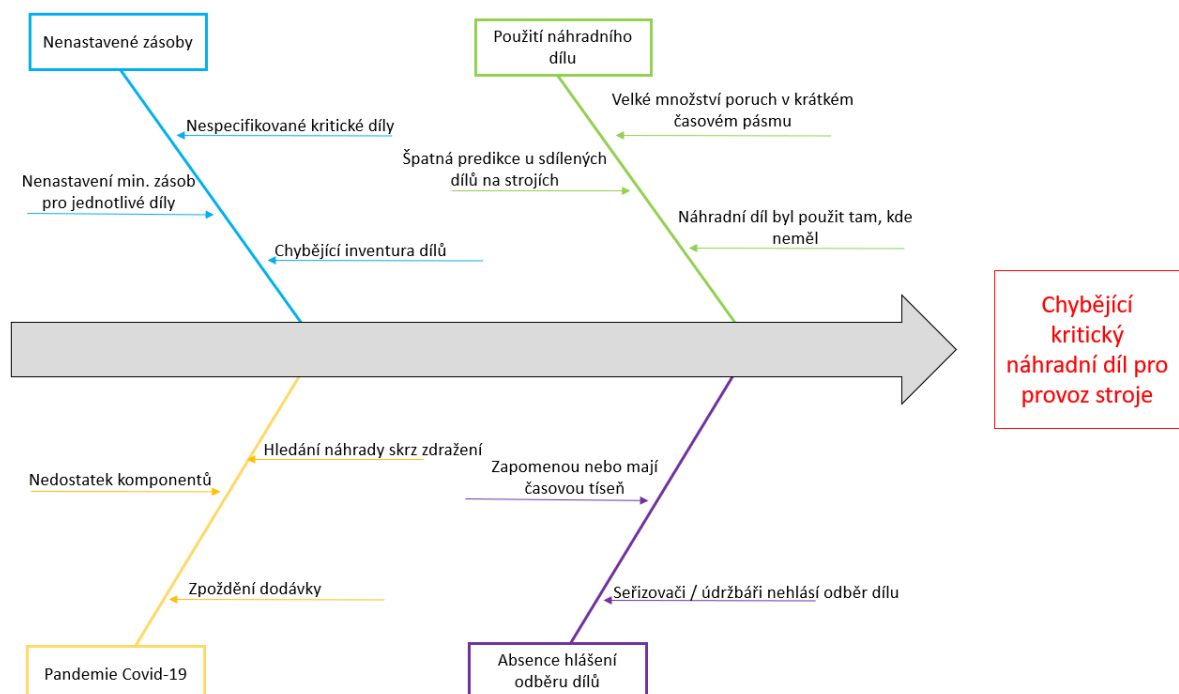 Nenastavené zásoby
Nespecifikované kritické díly
Nenastavení min. zásob
pro jednotlivé díly
Chybějící inventura dílů
Použití náhradního
dílu
Velké množství poruch v krátkém
časovém pásmu
Špatná predikce u sdílených
dílů na strojích
Náhradní díl byl použit tam, kde
neměl
Chybějící
kritický
náhradní díl pro
provoz stroje
Hledání náhrady skrz zdražení
Nedostatek komponentů
Zpoždění dodávky
Pandemie Covid-19
Zapomenou nebo mají
časovou tíseň
Seřizovači / údržbáři nehlásí odběr dílu
Absence hlášení
odběru dílů